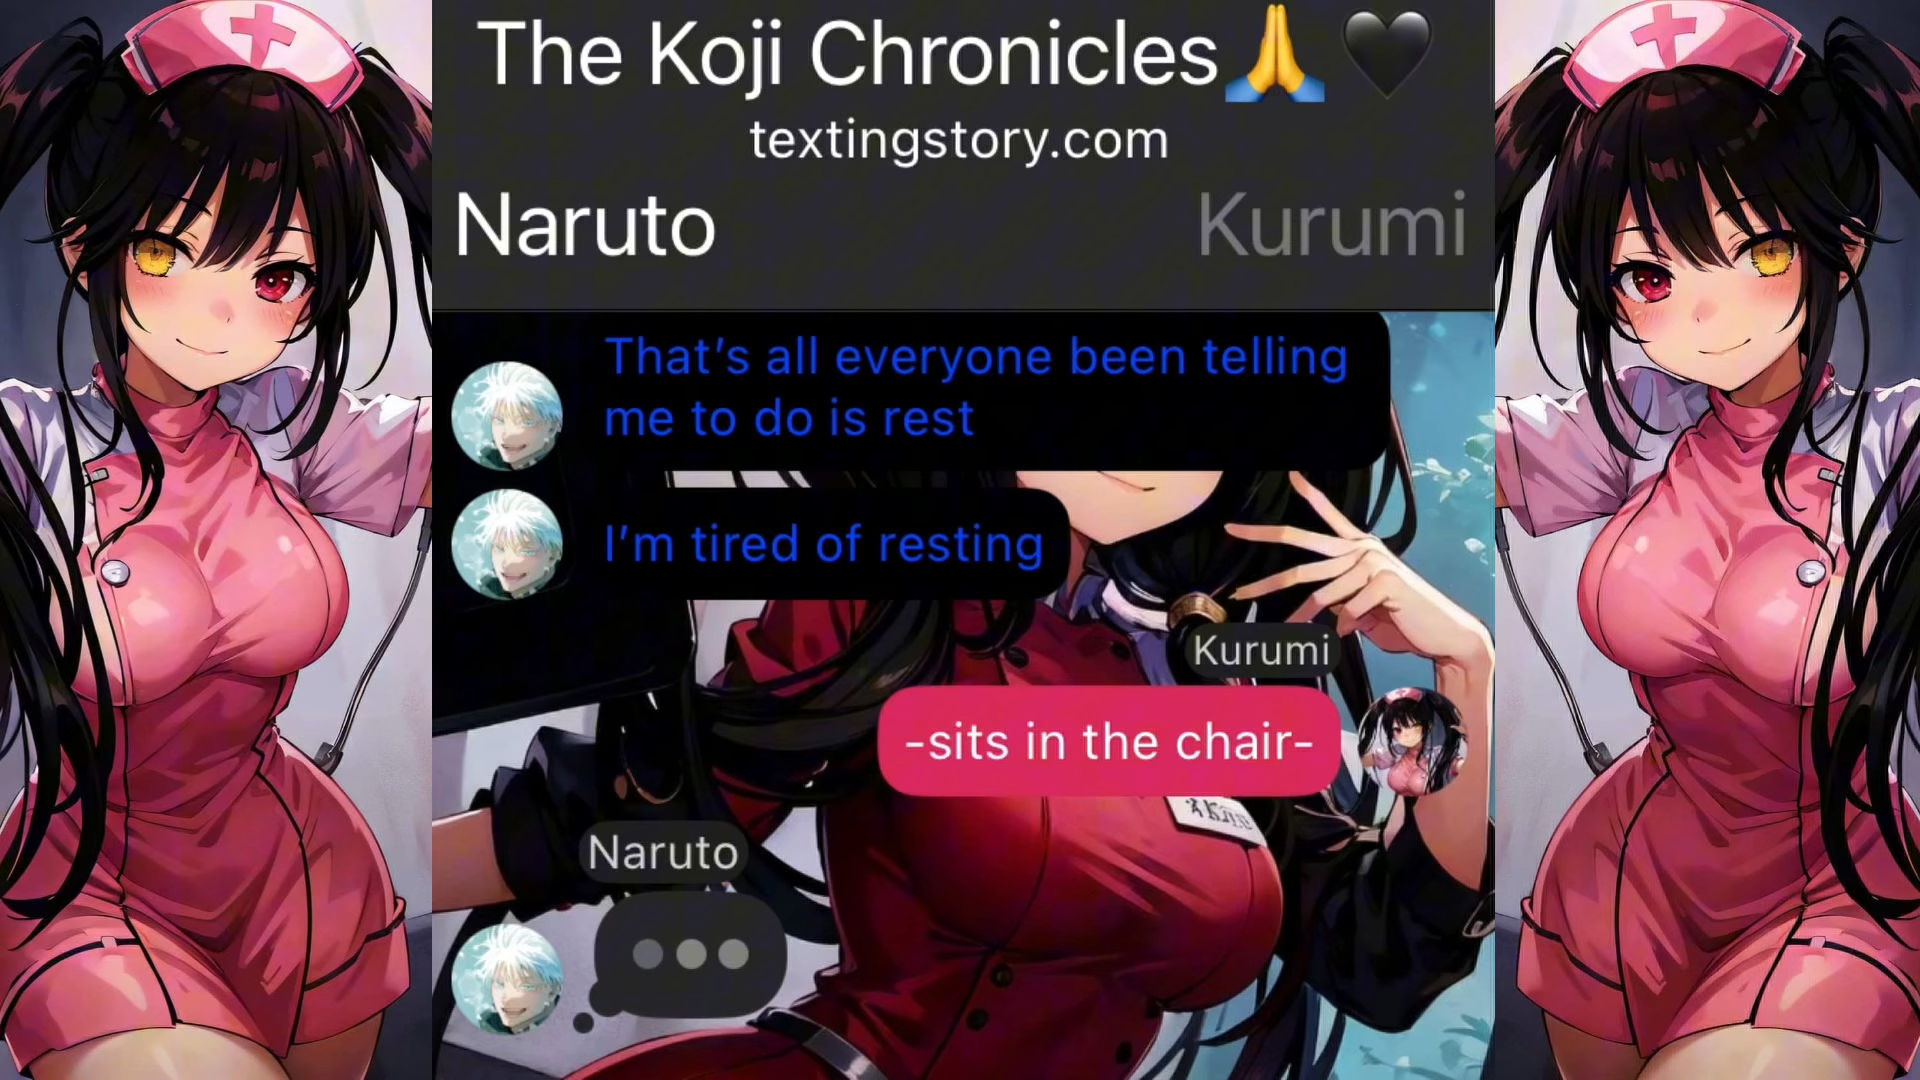 The Koji Chronicles🙏🖤
textingstory.com
Naruto
Kurumi
That’s all everyone been telling
me to do is rest
I’m tired of resting
Kurumi
-sits in the chair-
Naruto